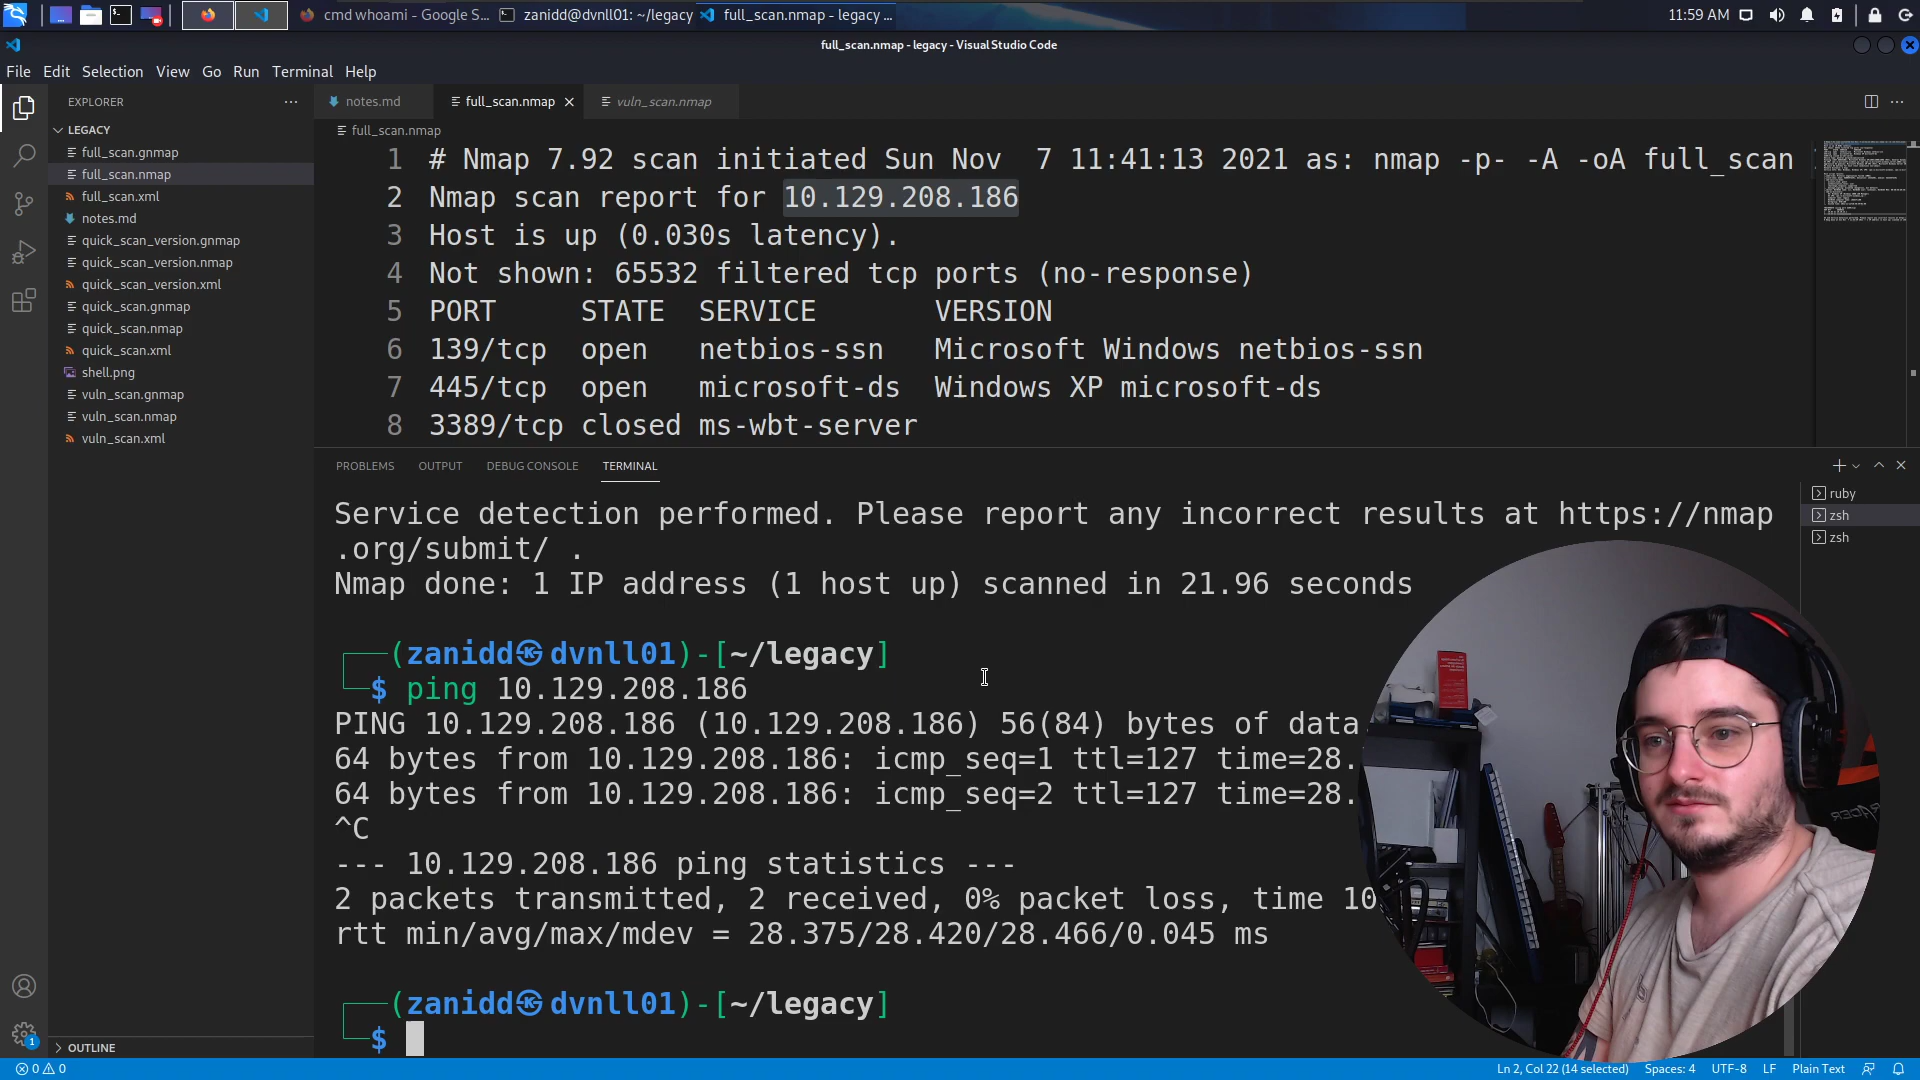 cmd whoami - Google S...
zanidd@dvnll01: ~/legacy
full_scan.nmap - legacy ...
11:59 AM
full_scan.nmap - legacy - Visual Studio Code
File Edit Selection View Go Run Terminal Help
EXPLORER
LEGACY
full_scan.gnmap
full_scan.nmap
full_scan.xml
notes.md
quick_scan_version.gnmap
quick_scan_version.nmap
quick_scan_version.xml
quick_scan.gnmap
quick_scan.nmap
quick_scan.xml
shell.png
vuln_scan.gnmap
vuln_scan.nmap
vuln_scan.xml
OUTLINE
notes.md full_scan.nmap vuln_scan.nmap
full_scan.nmap
1 # Nmap 7.92 scan initiated Sun Nov  7 11:41:13 2021 as: nmap -p- -A -oA full_scan
2 Nmap scan report for 10.129.208.186
3 Host is up (0.030s latency).
4 Not shown: 65532 filtered tcp ports (no-response)
5 PORT     STATE  SERVICE       VERSION
6 139/tcp  open   netbios-ssn   Microsoft Windows netbios-ssn
7 445/tcp  open   microsoft-ds  Windows XP microsoft-ds
8 3389/tcp closed ms-wbt-server
PROBLEMS OUTPUT DEBUG CONSOLE TERMINAL
ruby
zsh
zsh
Service detection performed. Please report any incorrect results at https://nmap
.org/submit/ .
Nmap done: 1 IP address (1 host up) scanned in 21.96 seconds
(zanidd㉿dvnll01)-[~/legacy]
$ ping 10.129.208.186
PING 10.129.208.186 (10.129.208.186) 56(84) bytes of data
64 bytes from 10.129.208.186: icmp_seq=1 ttl=127 time=28.
64 bytes from 10.129.208.186: icmp_seq=2 ttl=127 time=28.
^C
--- 10.129.208.186 ping statistics ---
2 packets transmitted, 2 received, 0% packet loss, time 10
rtt min/avg/max/mdev = 28.375/28.420/28.466/0.045 ms
(zanidd㉿dvnll01)-[~/legacy]
$
0 0
Ln 2, Col 22 (14 selected) Spaces: 4 UTF-8 LF Plain Text
1